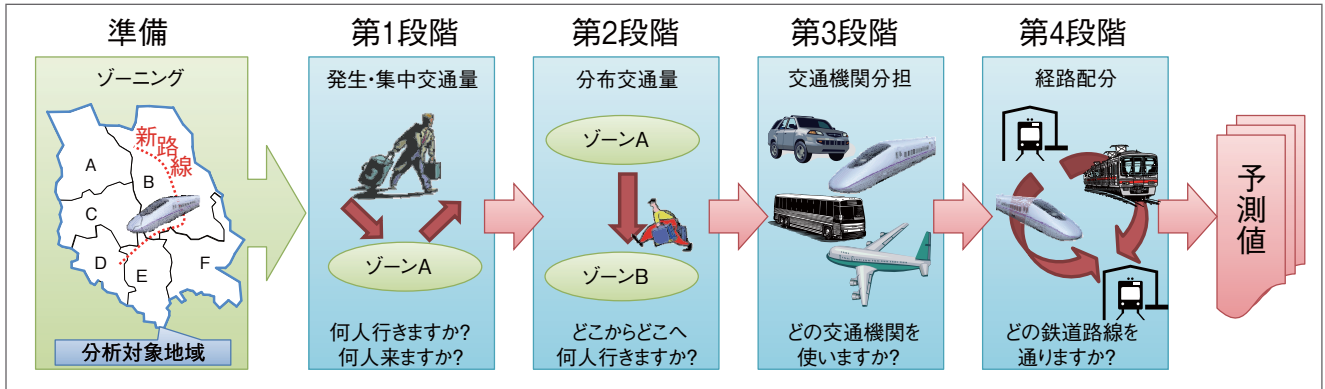 準備
ゾーニング
新路線
A
B
C
D
E
F
分析対象地域
第1段階
発生・集中交通量
ゾーンA
何人行きますか?
何人来ますか?
第2段階
分布交通量
ゾーンA
ゾーンB
どこからどこへ
何人行きますか?
第3段階
交通機関分担
どの交通機関を
使いますか?
第4段階
経路配分
どの鉄道路線を
通りますか?
予測値